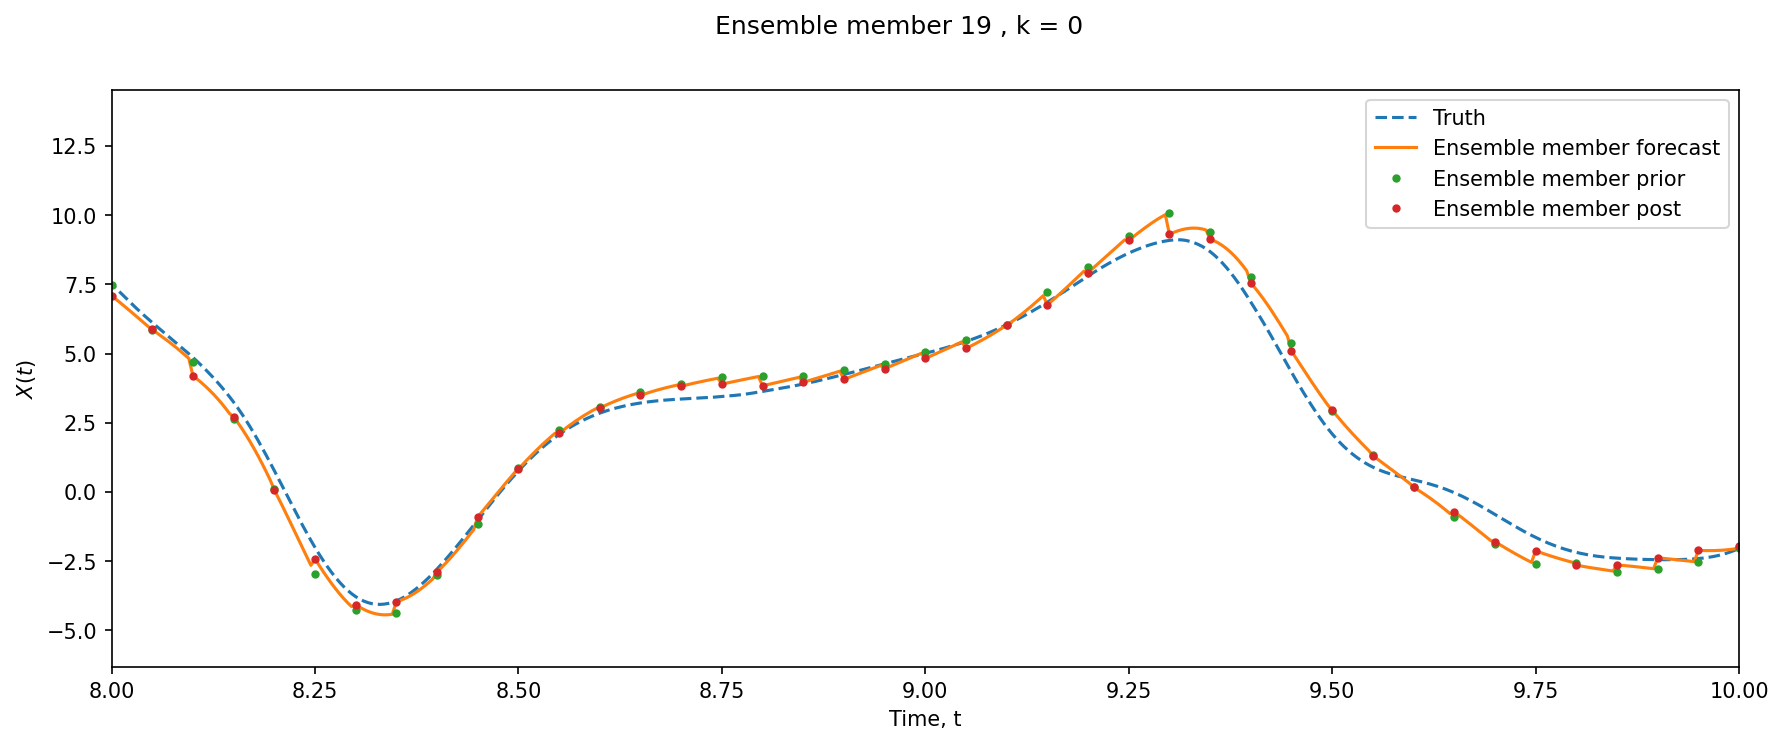 Ensemble member 19 , k = 0
Truth
Ensemble member forecast
Ensemble member prior
Ensemble member post
12.5
10.0
7.5
5.0
2.5
0.0
−2.5
−5.0
X(t)
8.00 8.25 8.50 8.75 9.00 9.25 9.50 9.75 10.00
Time, t